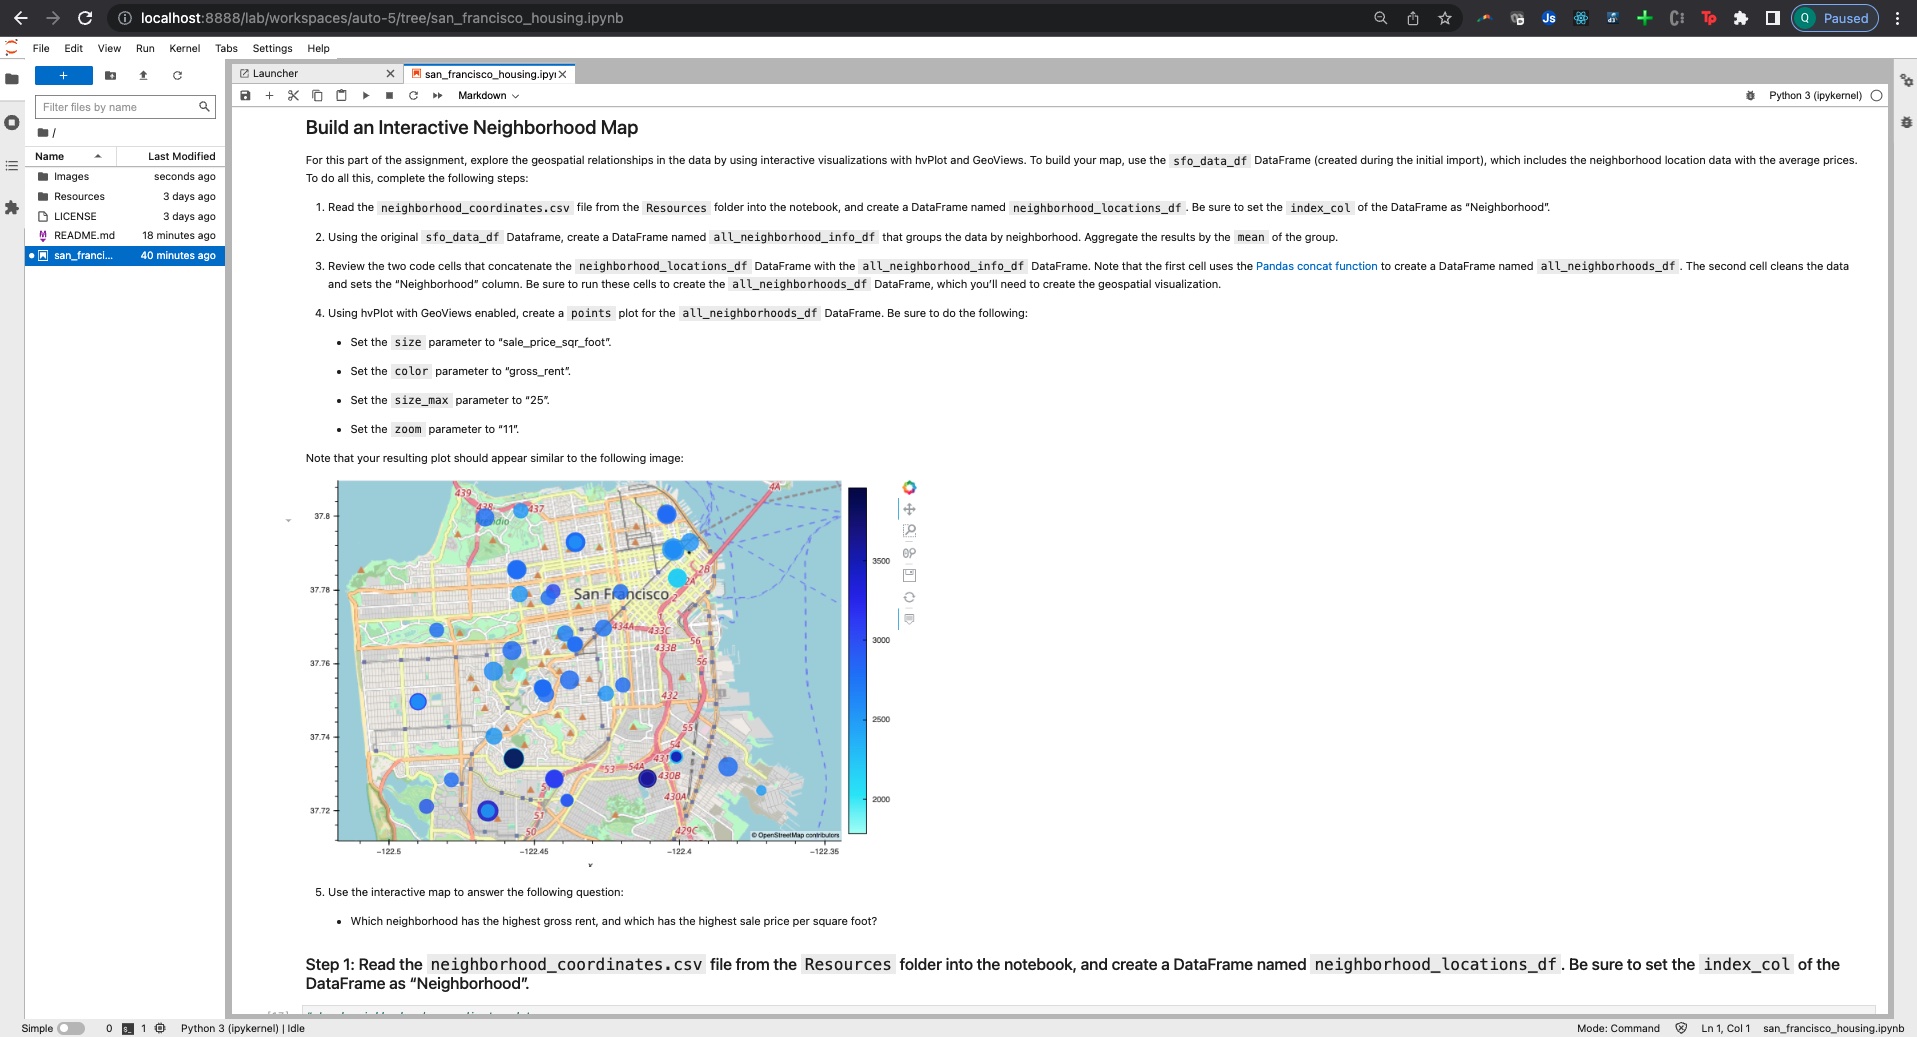 localhost:8888/lab/workspaces/auto-5/tree/san_francisco_housing.ipynb
Js
Tp
Q Paused
File Edit View Run Kernel Tabs Settings Help
+
Launcher
san_francisco_housing.ipyr
Filter files by name
Markdown
Python 3 (ipykernel)
/
Name Last Modified
Images seconds ago
Resources 3 days ago
LICENSE 3 days ago
README.md 18 minutes ago
san_franci... 40 minutes ago
Build an Interactive Neighborhood Map
For this part of the assignment, explore the geospatial relationships in the data by using interactive visualizations with hvPlot and GeoViews. To build your map, use the sfo_data_df DataFrame (created during the initial import), which includes the neighborhood location data with the average prices.
To do all this, complete the following steps:
1. Read the neighborhood_coordinates.csv file from the Resources folder into the notebook, and create a DataFrame named neighborhood_locations_df. Be sure to set the index_col of the DataFrame as “Neighborhood”.
2. Using the original sfo_data_df Dataframe, create a DataFrame named all_neighborhood_info_df that groups the data by neighborhood. Aggregate the results by the mean of the group.
3. Review the two code cells that concatenate the neighborhood_locations_df DataFrame with the all_neighborhood_info_df DataFrame. Note that the first cell uses the Pandas concat function to create a DataFrame named all_neighborhoods_df. The second cell cleans the data
and sets the “Neighborhood” column. Be sure to run these cells to create the all_neighborhoods_df DataFrame, which you’ll need to create the geospatial visualization.
4. Using hvPlot with GeoViews enabled, create a points plot for the all_neighborhoods_df DataFrame. Be sure to do the following:
• Set the size parameter to “sale_price_sqr_foot”.
• Set the color parameter to “gross_rent”.
• Set the size_max parameter to “25”.
• Set the zoom parameter to “11”.
Note that your resulting plot should appear similar to the following image:
439
438
437
4A
37.8
3500
2B
37.78
San Francisco
2A
2
1
434A
433C
3000
56
433B
37.76
56
432
2500
55
37.74
54
431
53
54A
430B
2000
51
430A
37.72
51
50
429C
© OpenStreetMap contributors
−122.5 −122.45 −122.4 −122.35
x
5. Use the interactive map to answer the following question:
• Which neighborhood has the highest gross rent, and which has the highest sale price per square foot?
Step 1: Read the neighborhood_coordinates.csv file from the Resources folder into the notebook, and create a DataFrame named neighborhood_locations_df. Be sure to set the index_col of the
DataFrame as “Neighborhood”.
Simple 0 1 Python 3 (ipykernel) | Idle Mode: Command Ln 1, Col 1 san_francisco_housing.ipynb